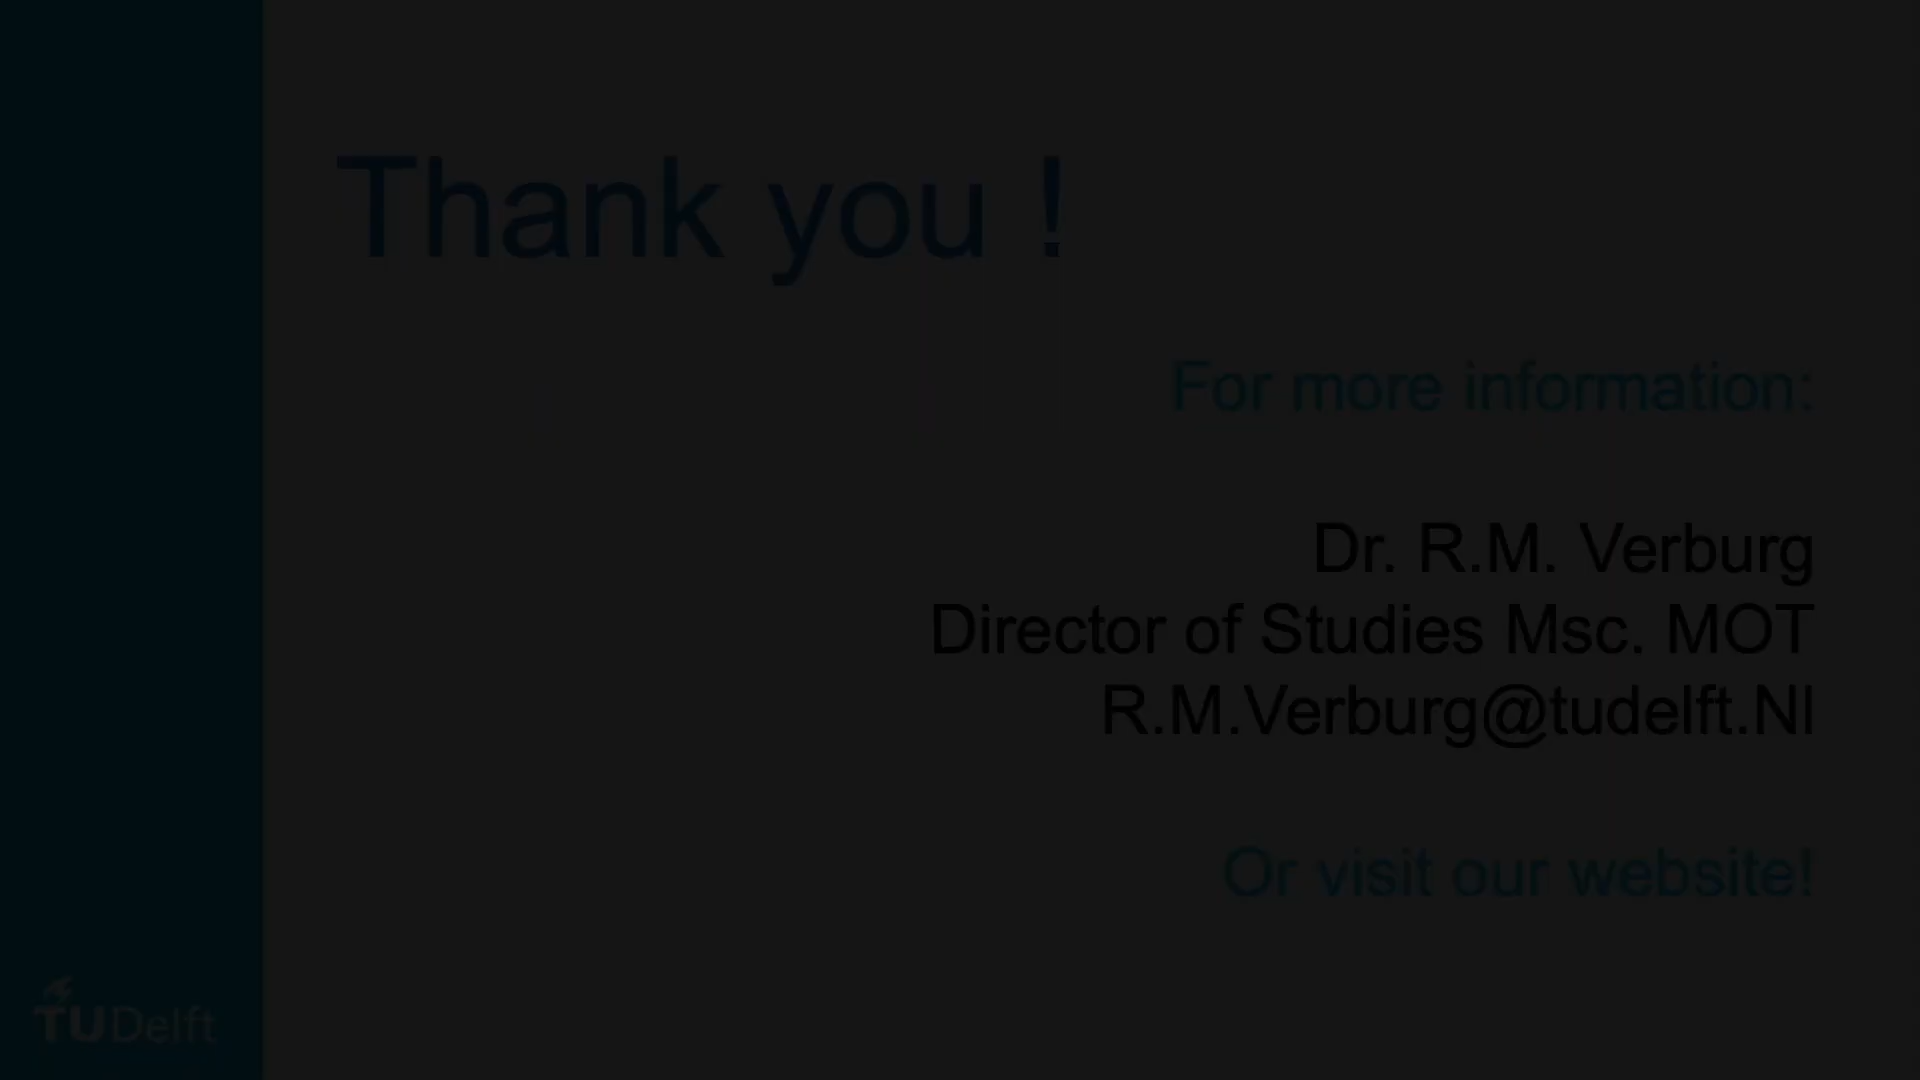 Thank you !
For more information:
Dr. R.M. Verburg
Director of Studies Msc. MOT
R.M.Verburg@tudelft.Nl
Or visit our website!
TUDelft